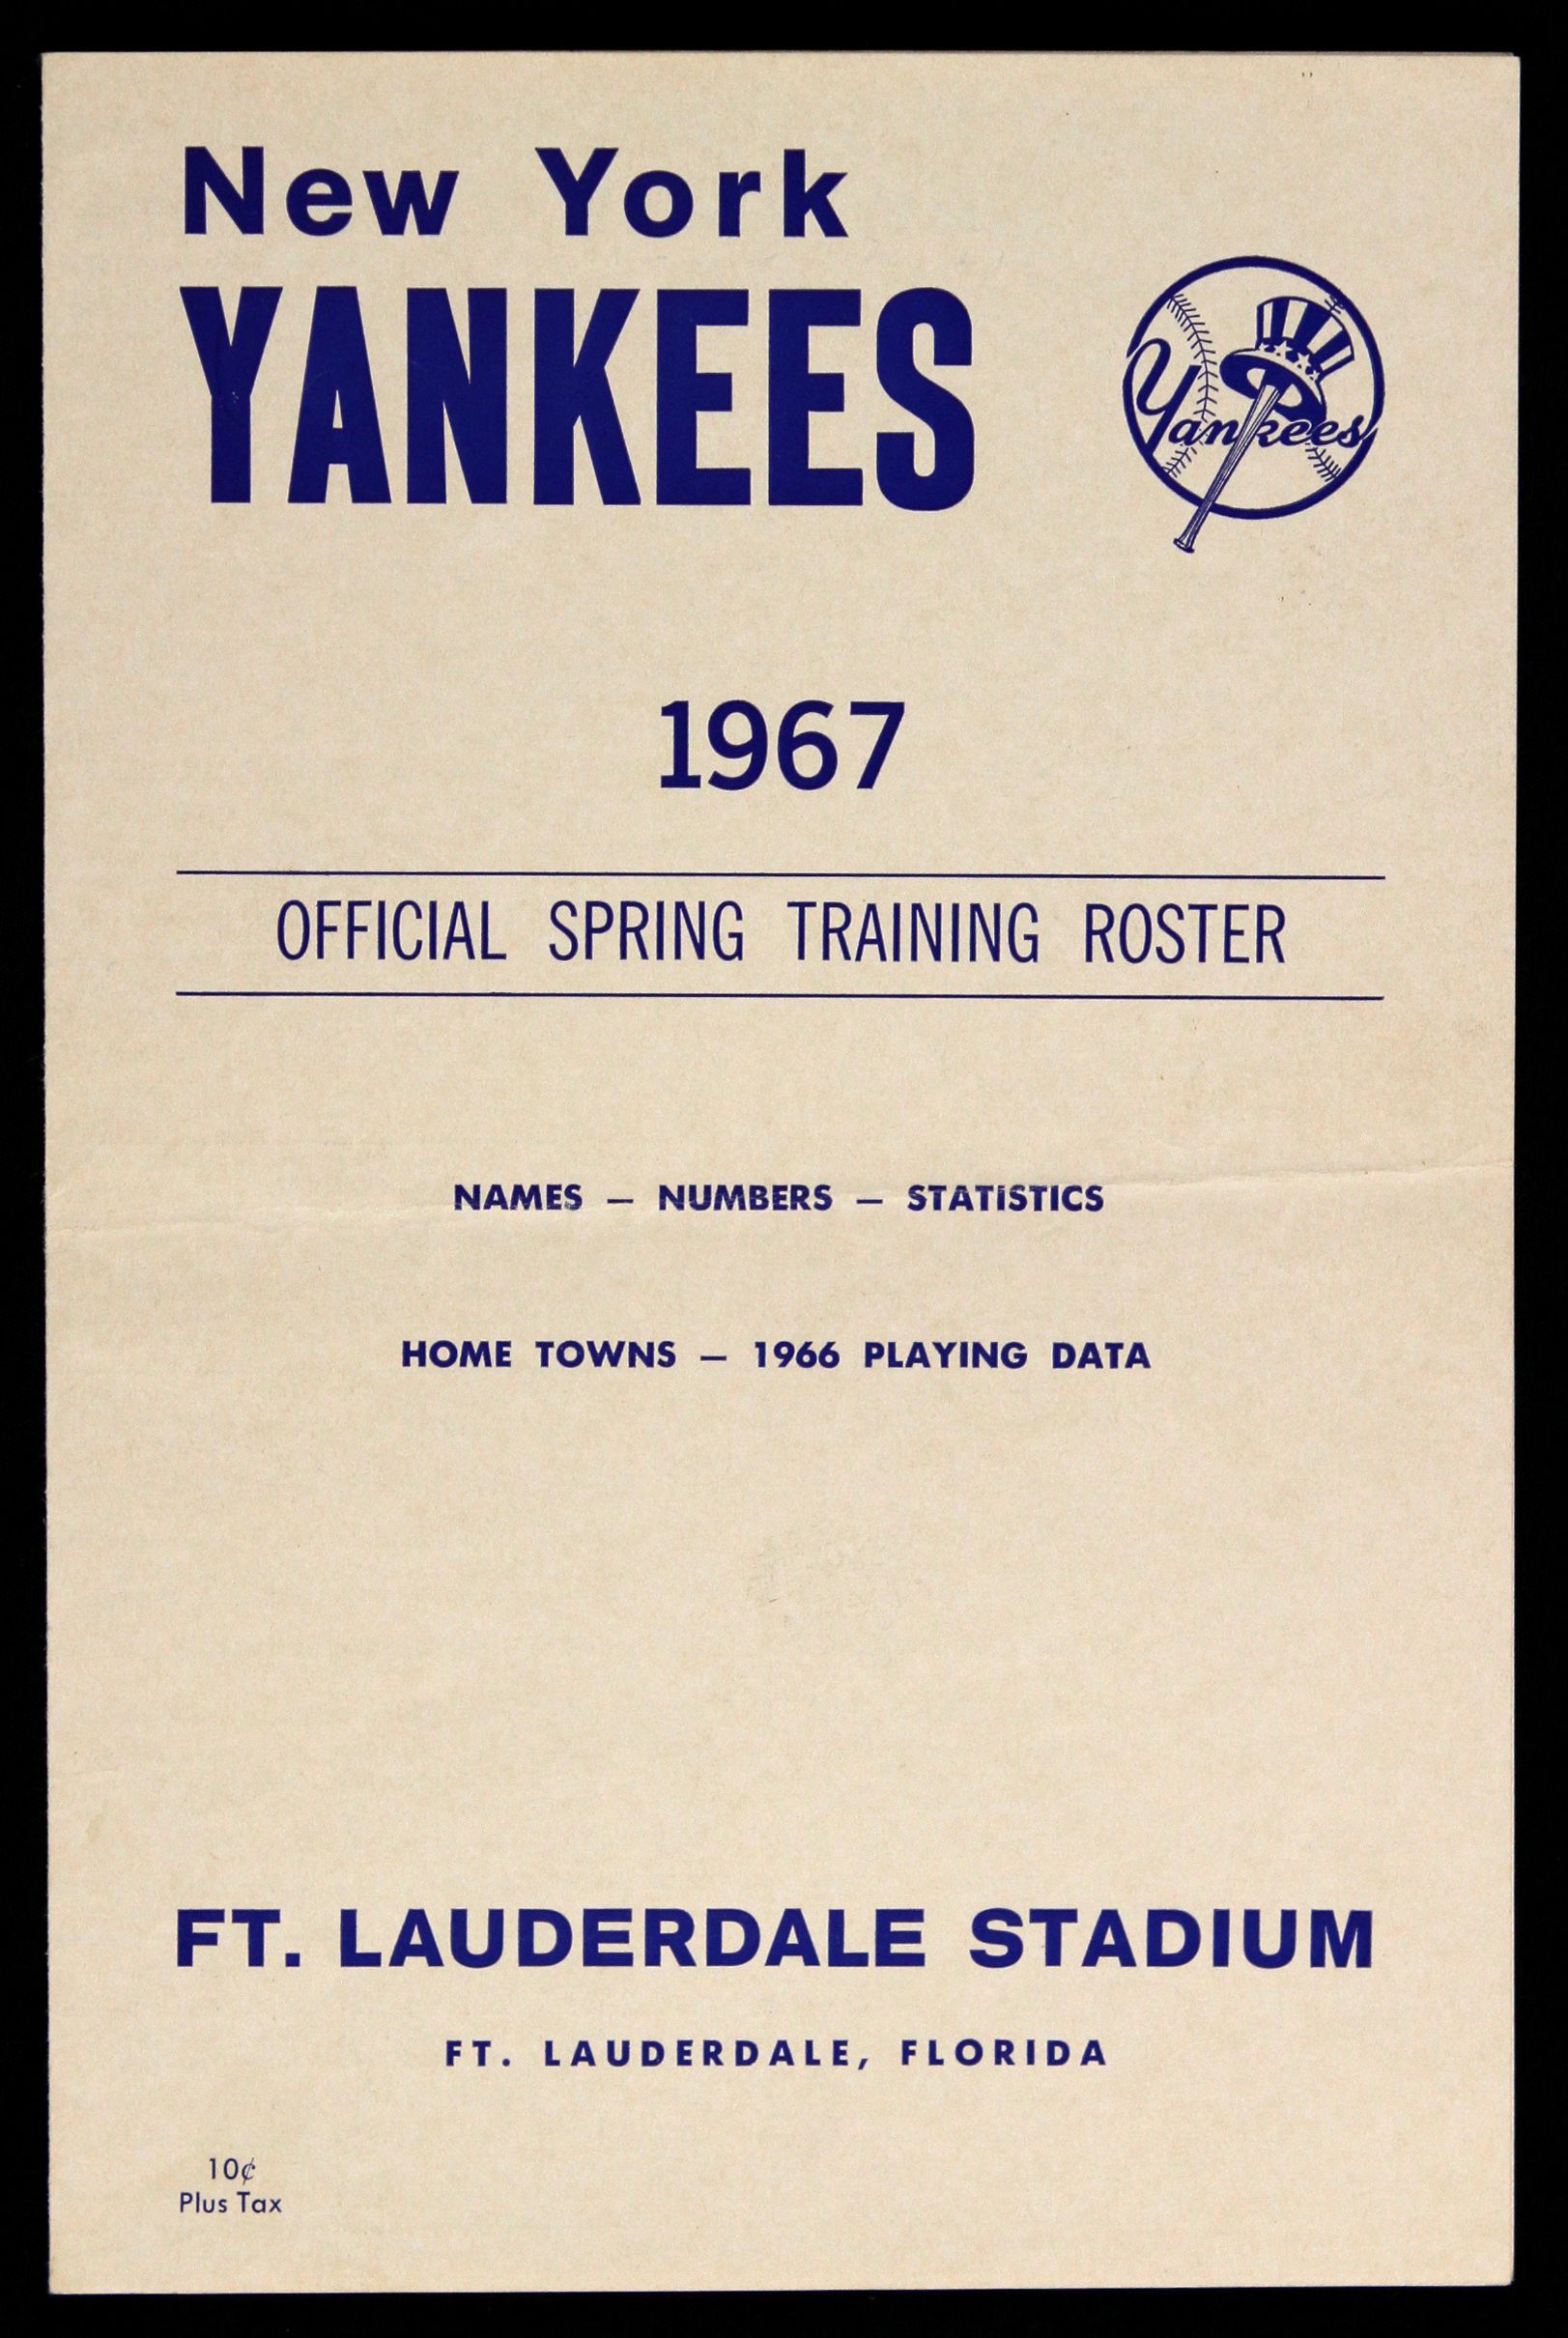 New York
YANKEES
Yankees
1967
OFFICIAL SPRING TRAINING ROSTER
NAMES — NUMBERS — STATISTICS
HOME TOWNS — 1966 PLAYING DATA
FT. LAUDERDALE STADIUM
FT. LAUDERDALE, FLORIDA
10¢
Plus Tax